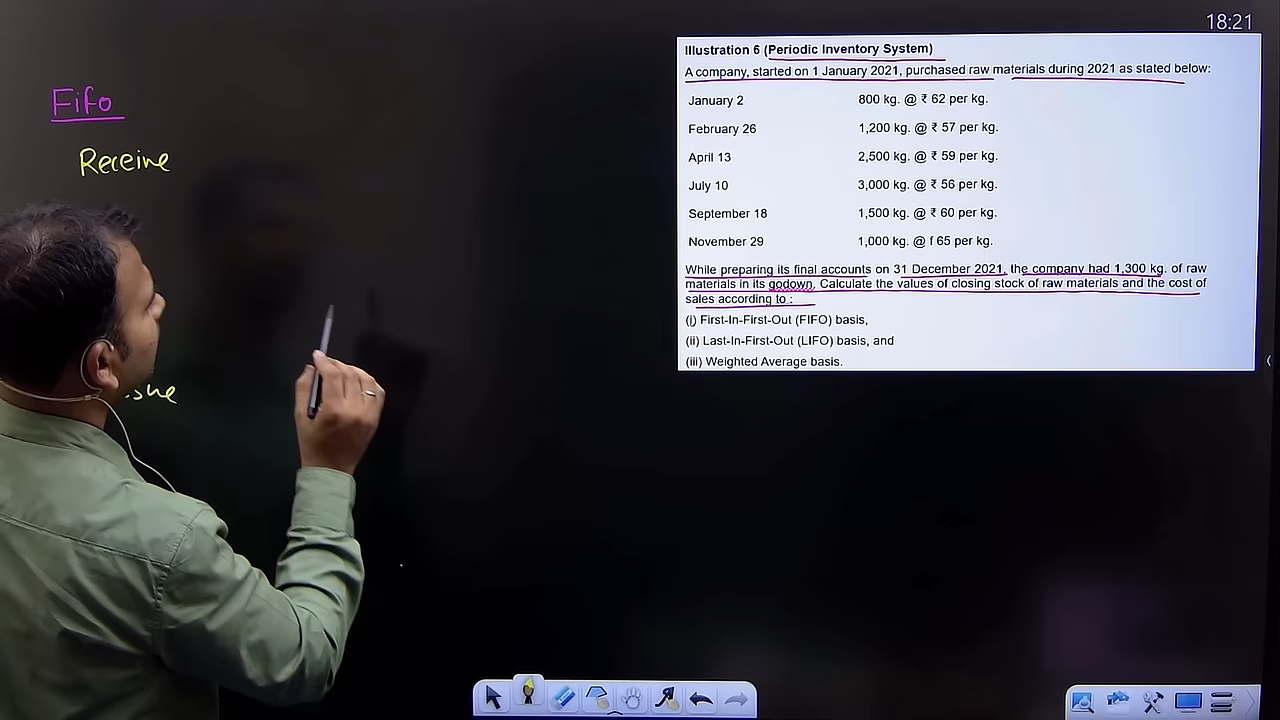 18:21
Fifo
Receive
Illustration 6 (Periodic Inventory System)
A company, started on 1 January 2021, purchased raw materials during 2021 as stated below:
January 2 800 kg. @ ₹ 62 per kg.
February 26 1,200 kg. @ ₹ 57 per kg.
April 13 2,500 kg. @ ₹ 59 per kg.
July 10 3,000 kg. @ ₹ 56 per kg.
September 18 1,500 kg. @ ₹ 60 per kg.
November 29 1,000 kg. @ f 65 per kg.
While preparing its final accounts on 31 December 2021, the company had 1,300 kg. of raw
materials in its godown. Calculate the values of closing stock of raw materials and the cost of
sales according to :
(i) First-In-First-Out (FIFO) basis,
(ii) Last-In-First-Out (LIFO) basis, and
(iii) Weighted Average basis.